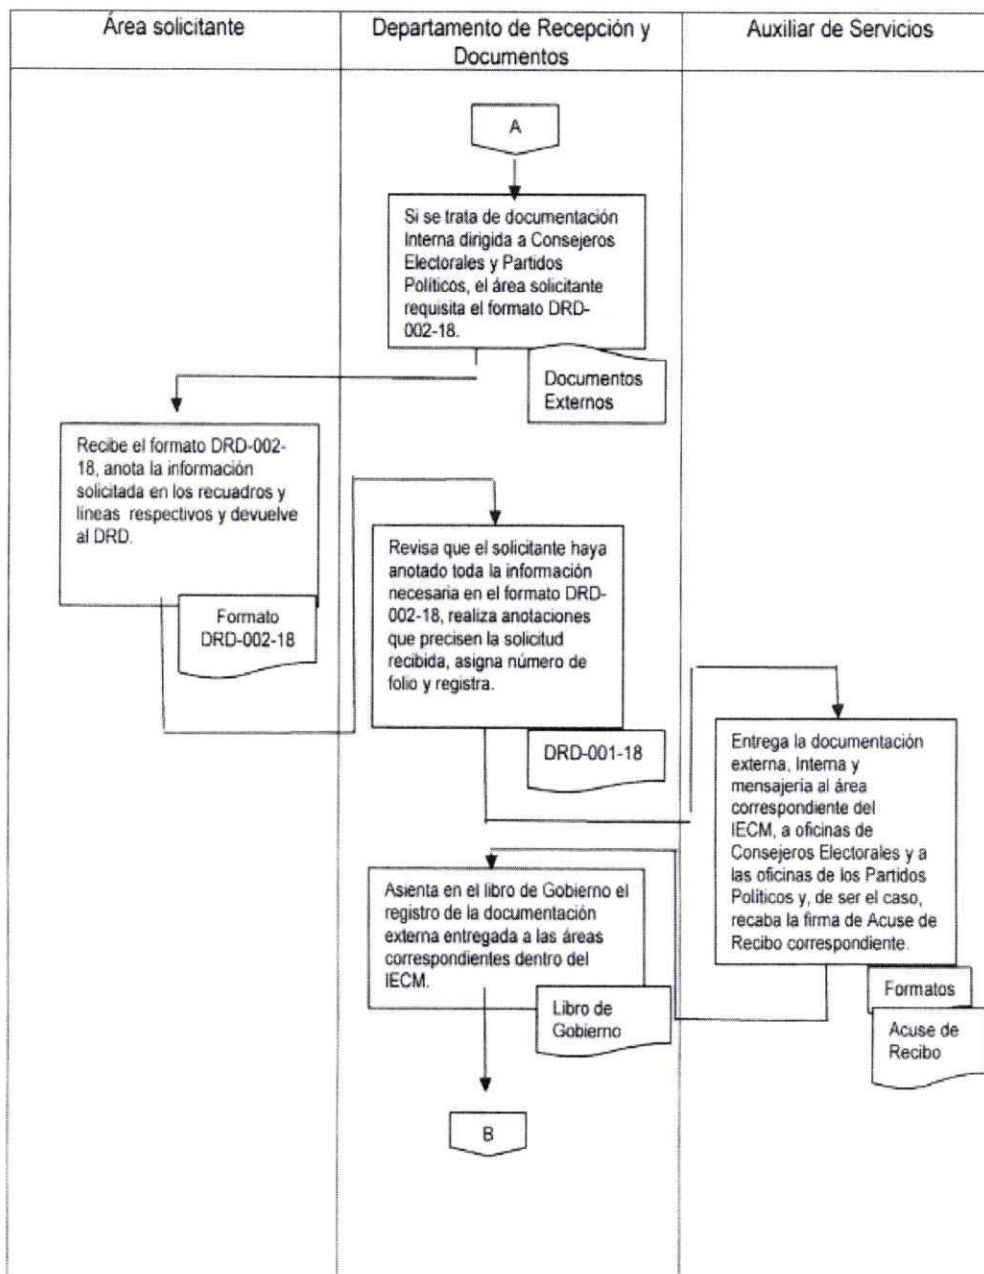 Área solicitante
Departamento de Recepción y
Documentos
Auxiliar de Servicios
A
Si se trata de documentación
Interna dirigida a Consejeros
Electorales y Partidos
Políticos, el área solicitante
requisita el formato DRD-
002-18.
Documentos
Externos
Recibe el formato DRD-002-
18, anota la información
solicitada en los recuadros y
líneas respectivos y devuelve
al DRD.
Formato
DRD-002-18
Revisa que el solicitante haya
anotado toda la información
necesaria en el formato DRD-
002-18, realiza anotaciones
que precisen la solicitud
recibida, asigna número de
folio y registra.
DRD-001-18
Entrega la documentación
externa, Interna y
mensajería al área
correspondiente del
IECM, a oficinas de
Consejeros Electorales y a
las oficinas de los Partidos
Políticos y, de ser el caso,
recaba la firma de Acuse de
Recibo correspondiente.
Formatos
Acuse de
Recibo
Asienta en el libro de Gobierno el
registro de la documentación
externa entregada a las áreas
correspondientes dentro del
IECM.
Libro de
Gobierno
B